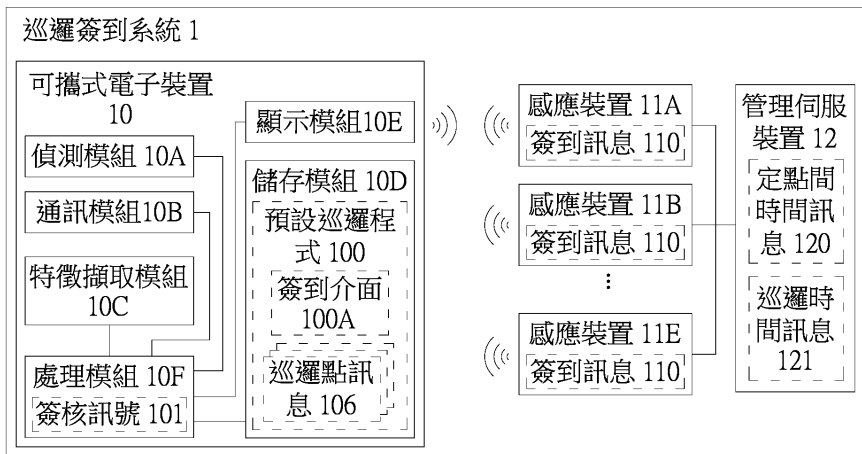 巡邏簽到系統 1
可攜式電子裝置
10
偵測模組 10A
通訊模組10B
特徵擷取模組
10C
處理模組 10F
簽核訊號 101
顯示模組10E
儲存模組 10D
預設巡邏程
式 100
簽到介面
100A
巡邏點訊
息 106
感應裝置 11A
簽到訊息 110
感應裝置 11B
簽到訊息 110
⋮
感應裝置 11E
簽到訊息 110
管理伺服
裝置 12
定點間
時間訊
息 120
巡邏時
間訊息
121